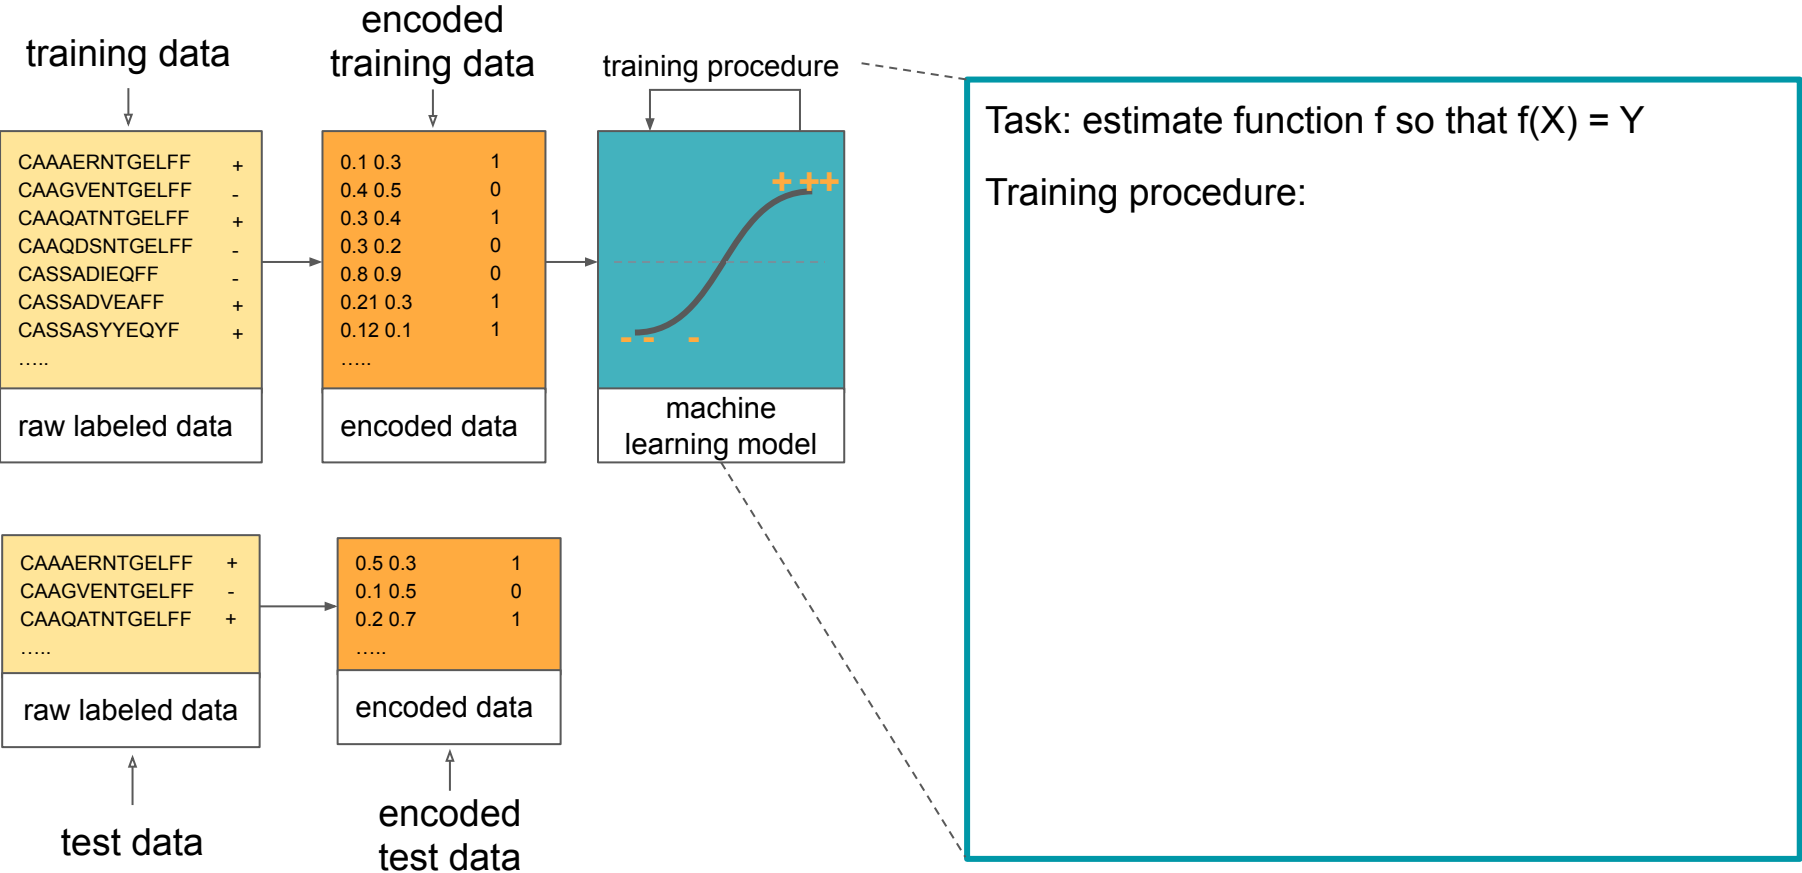 training data
encoded
training data
training procedure
CAAAERNTGELFF +
CAAGVENTGELFF -
CAAQATNTGELFF +
CAAQDSNTGELFF -
CASSADIEQFF -
CASSADVEAFF +
CASSASYYEQYF +
…..
raw labeled data
0.1 0.3 1
0.4 0.5 0
0.3 0.4 1
0.3 0.2 0
0.8 0.9 0
0.21 0.3 1
0.12 0.1 1
…..
encoded data
+ ++
- - -
machine
learning model
Task: estimate function f so that f(X) = Y
Training procedure:
CAAAERNTGELFF +
CAAGVENTGELFF -
CAAQATNTGELFF +
…..
raw labeled data
test data
0.5 0.3 1
0.1 0.5 0
0.2 0.7 1
…..
encoded data
encoded
test data